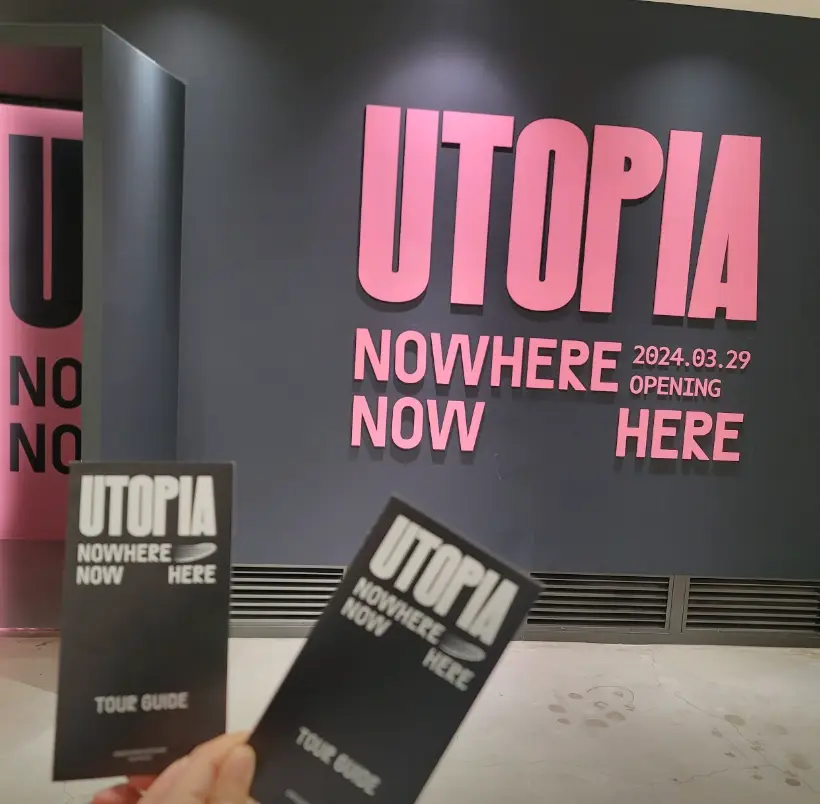 UTOPIA
NOWHERE
2024.03.29
OPENING
NOW HERE
U
NO
NO
UTOPIA
NOWHERE
NOW HERE
TOUR GUIDE
UTOPIA
NOWHERE
NOW HERE
TOUR GUIDE